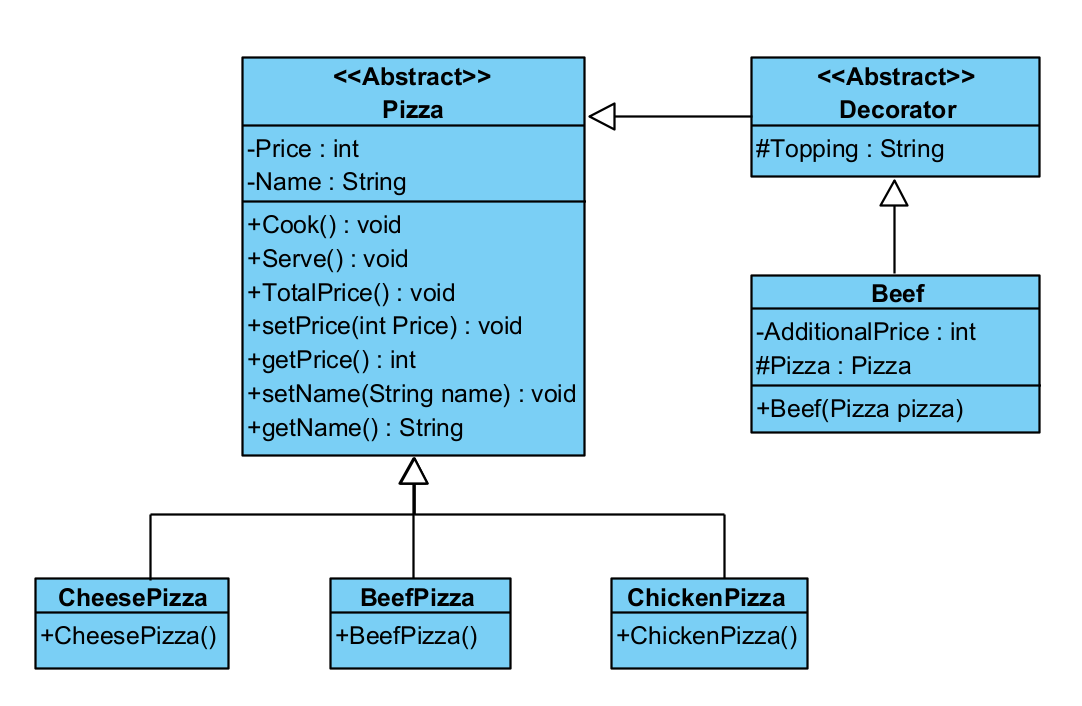 <<Abstract>>
Pizza
-Price : int
-Name : String
+Cook() : void
+Serve() : void
+TotalPrice() : void
+setPrice(int Price) : void
+getPrice() : int
+setName(String name) : void
+getName() : String
<<Abstract>>
Decorator
#Topping : String
Beef
-AdditionalPrice : int
#Pizza : Pizza
+Beef(Pizza pizza)
CheesePizza
+CheesePizza()
BeefPizza
+BeefPizza()
ChickenPizza
+ChickenPizza()